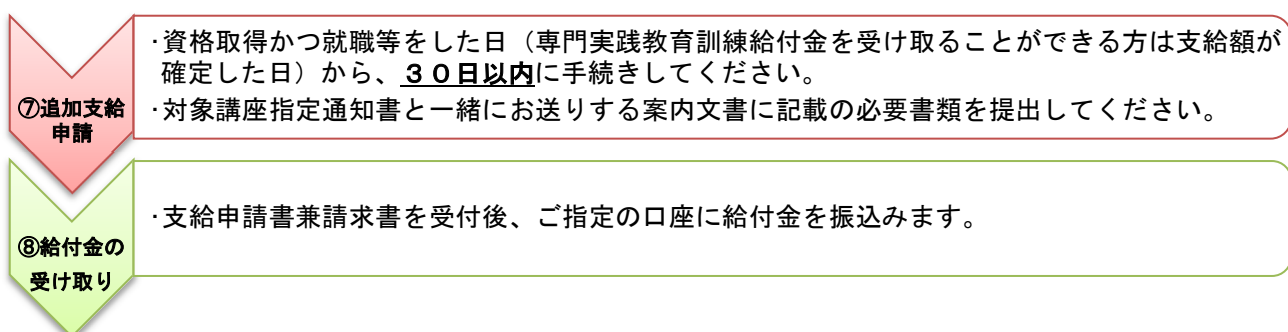 ⑦追加支給
申請
･資格取得かつ就職等をした日（専門実践教育訓練給付金を受け取ることができる方は支給額が
確定した日）から、３０日以内に手続きしてください。
･対象講座指定通知書と一緒にお送りする案内文書に記載の必要書類を提出してください。
⑧給付金の
受け取り
･支給申請書兼請求書を受付後、ご指定の口座に給付金を振込みます。